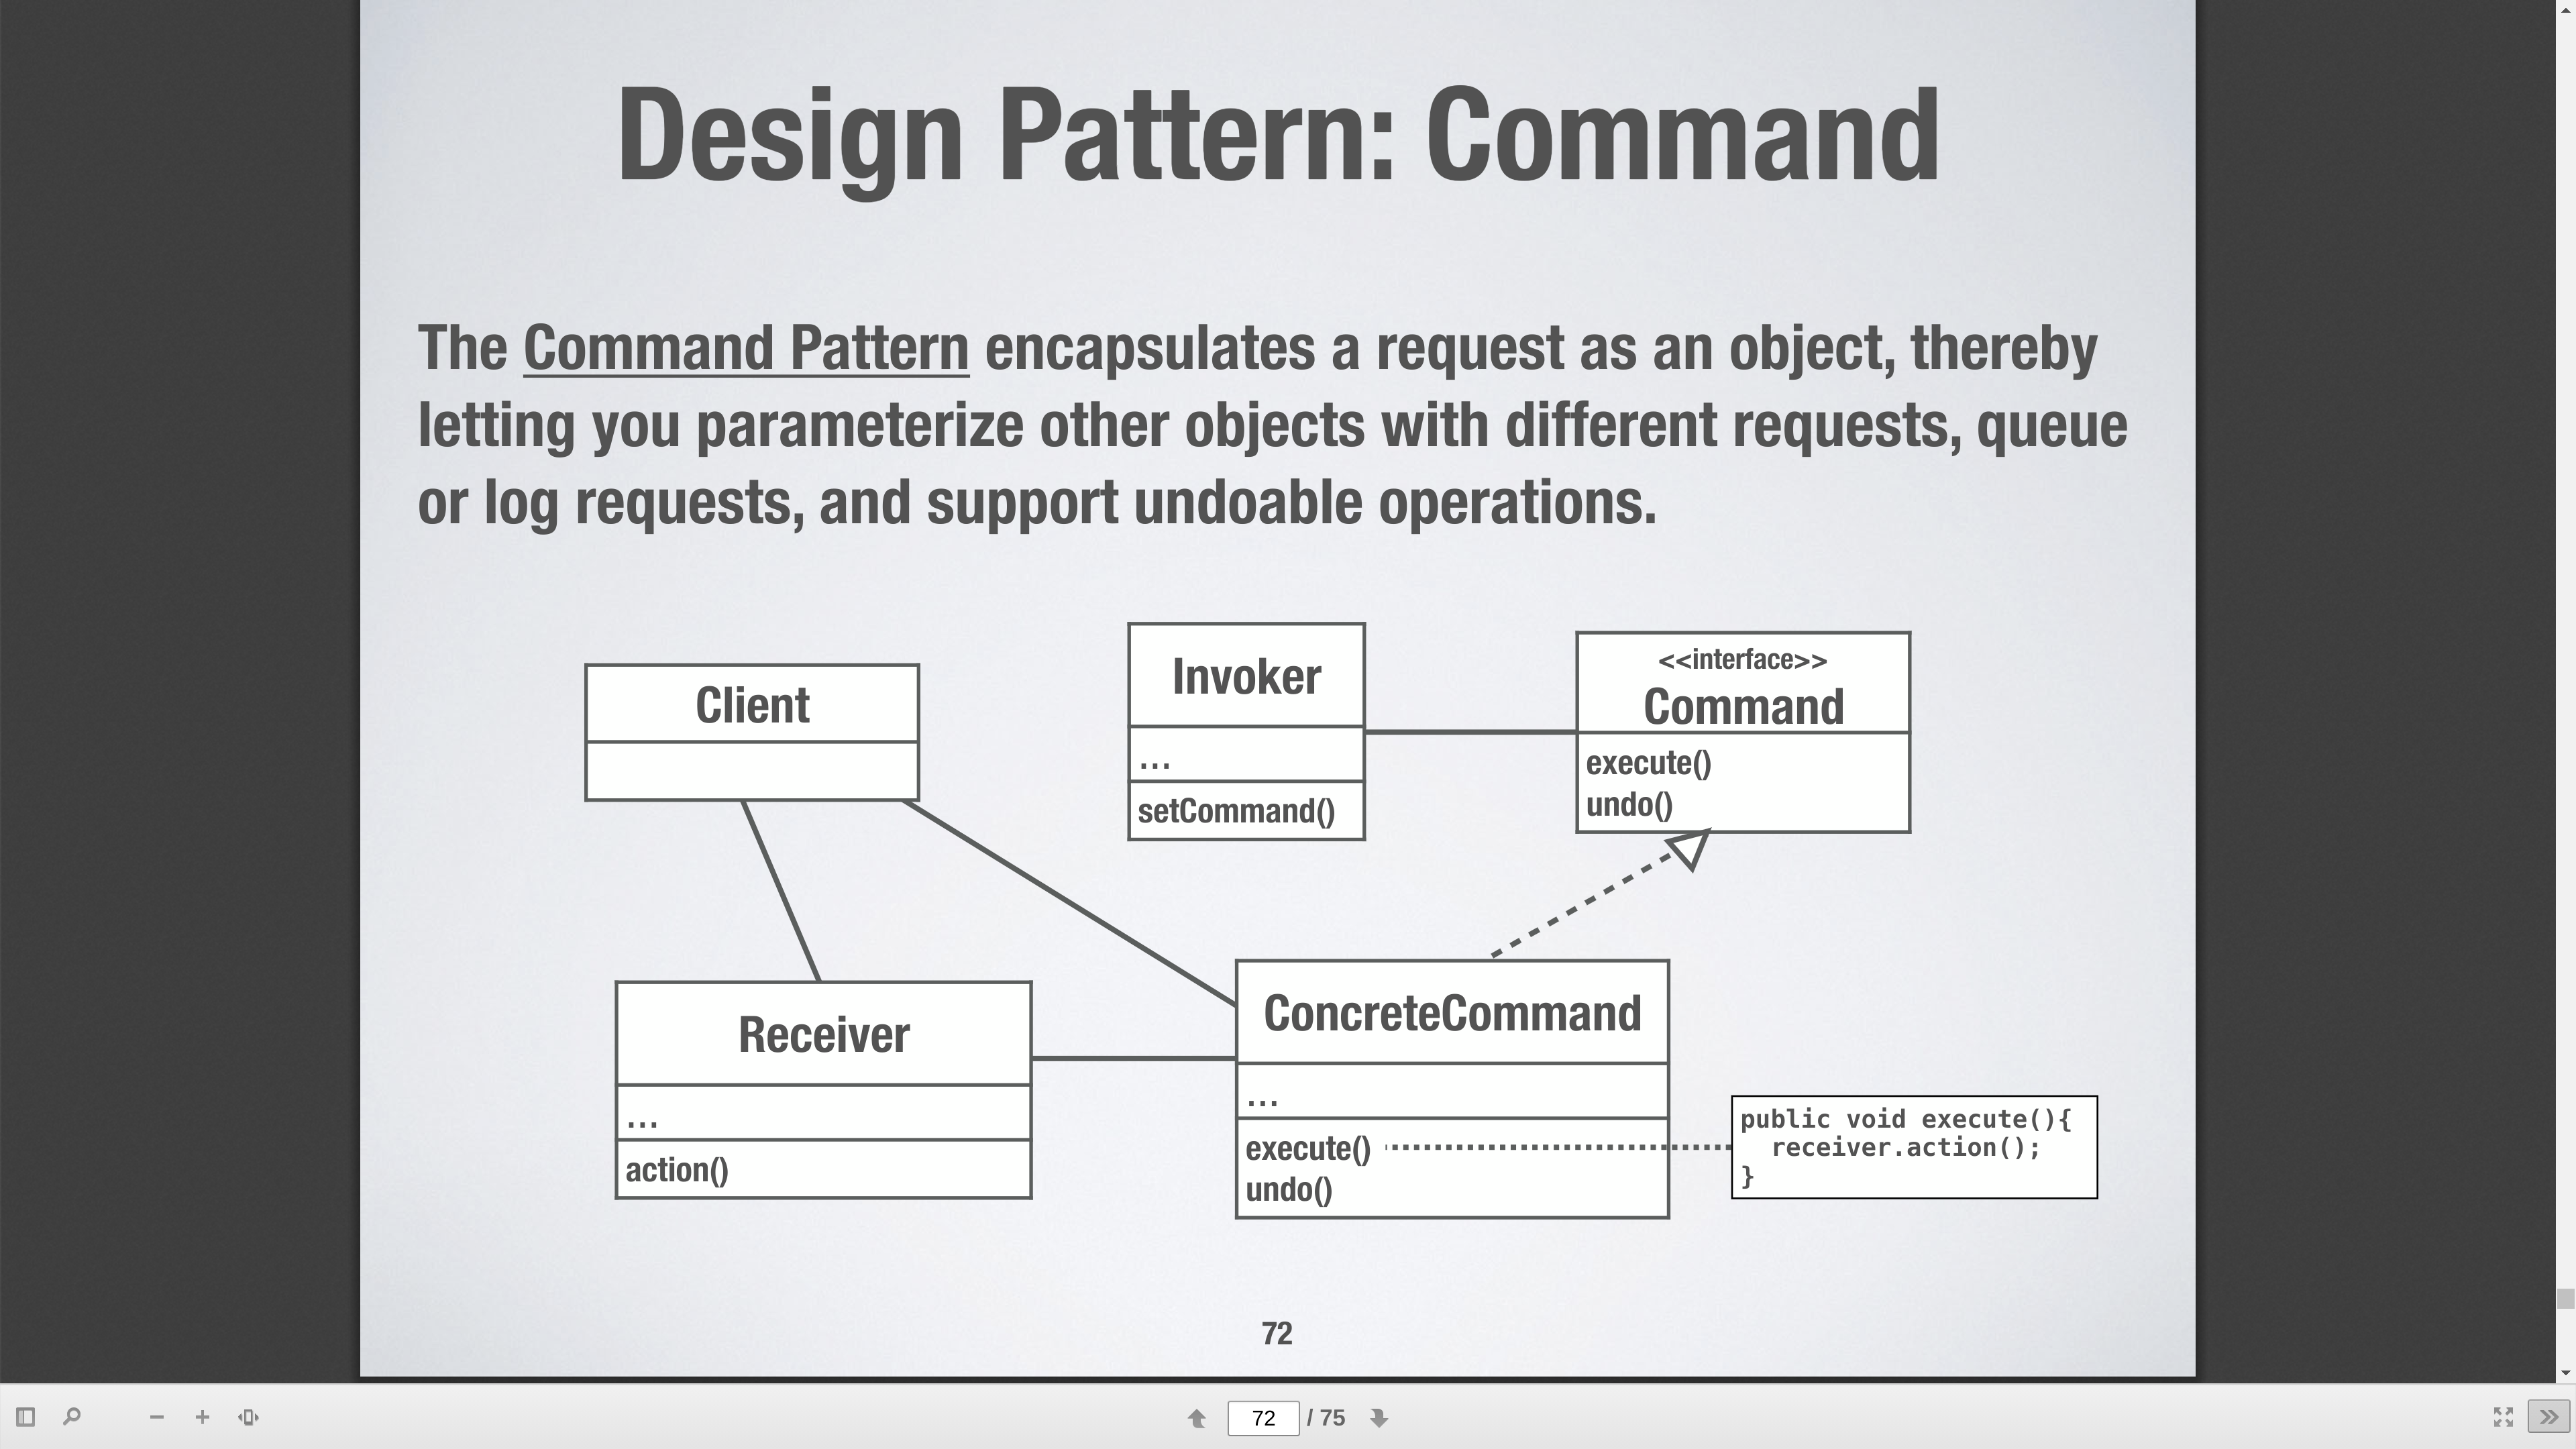 Design Pattern: Command
The Command Pattern encapsulates a request as an object, thereby
letting you parameterize other objects with different requests, queue
or log requests, and support undoable operations.
Client
Invoker
...
setCommand()
<<interface>>
Command
execute()
undo()
Receiver
...
action()
ConcreteCommand
...
execute()
undo()
public void execute(){
  receiver.action();
}
72
72 / 75